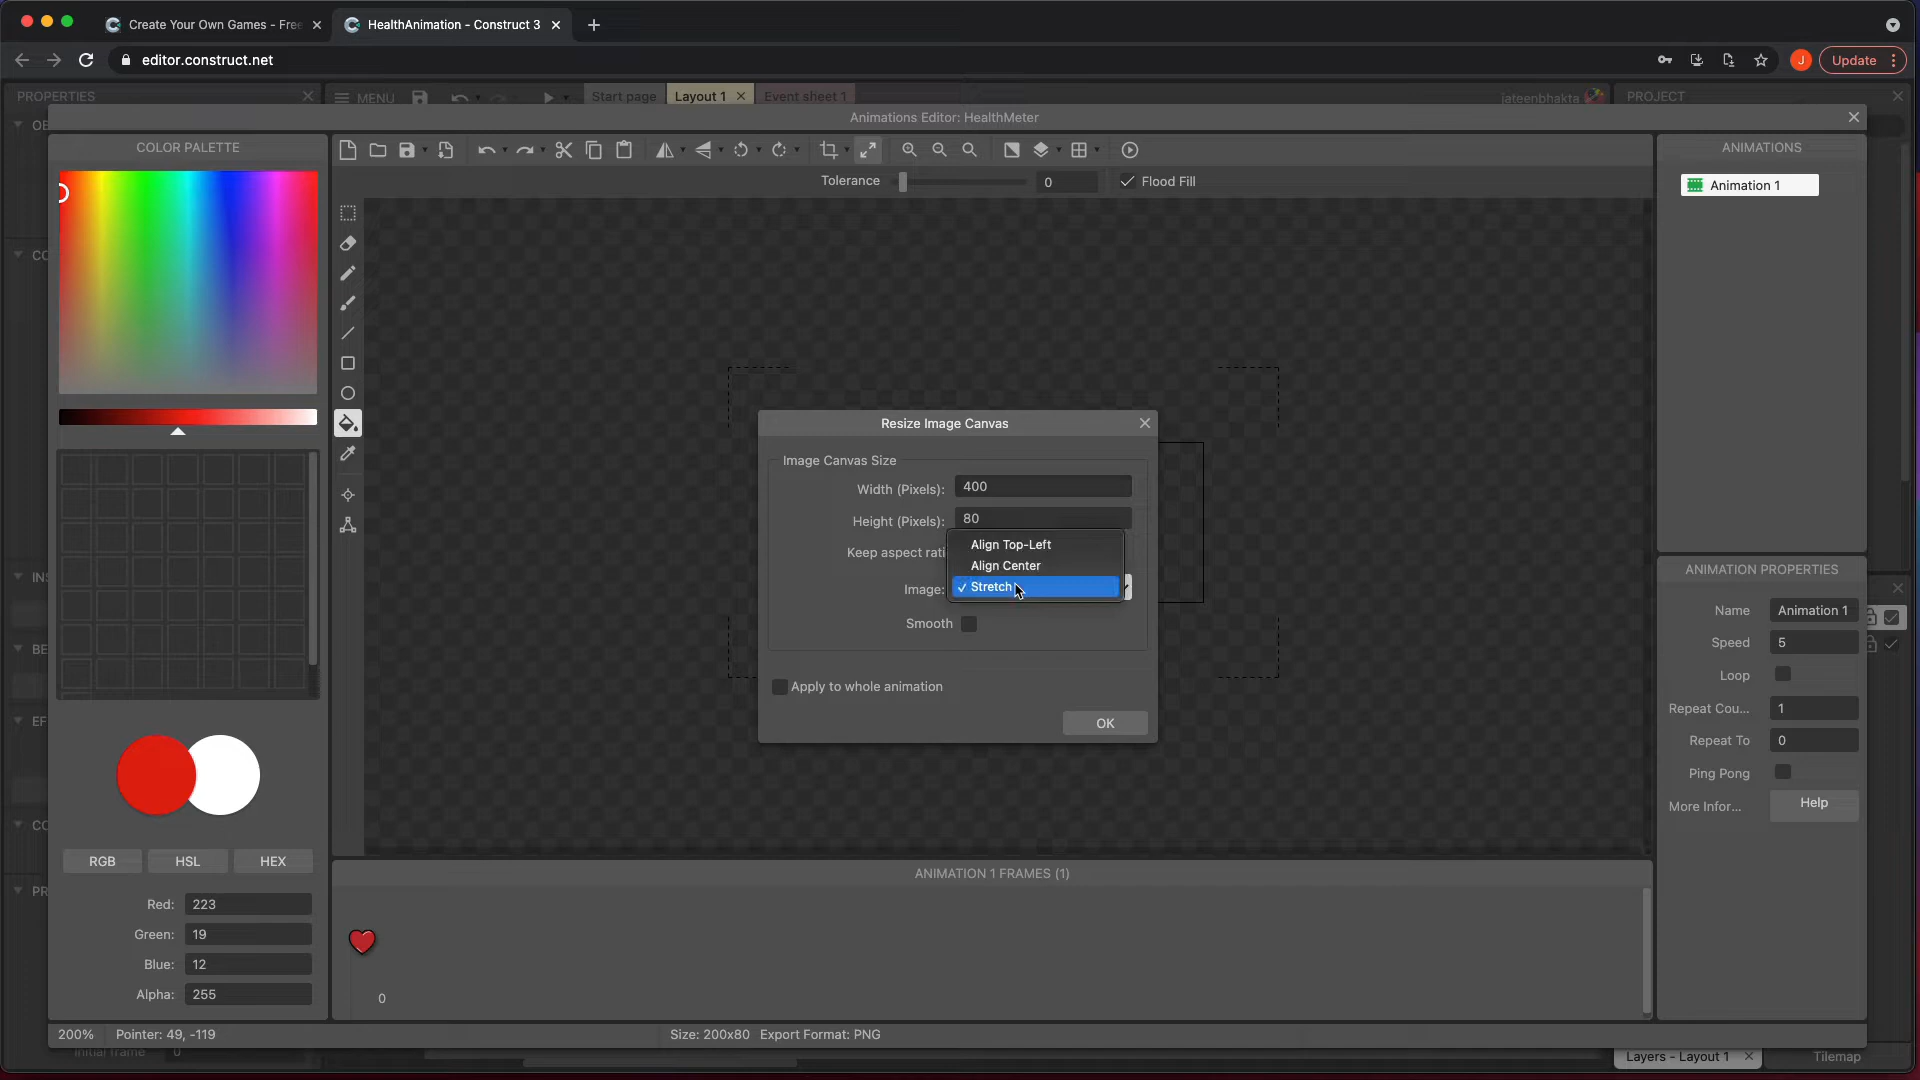 Create Your Own Games - Free
HealthAnimation - Construct 3
editor.construct.net
J
Update
PROPERTIES
MENU
Start page
Layout 1
Event sheet 1
jateenbhakta
PROJECT
Animations Editor: HealthMeter
COLOR PALETTE
ANIMATIONS
Tolerance
0
Flood Fill
Animation 1
Resize Image Canvas
Image Canvas Size
Width (Pixels):
400
Height (Pixels):
80
Keep aspect rati
Align Top-Left
Align Center
Image:
Stretch
Smooth
Apply to whole animation
OK
ANIMATION PROPERTIES
Name
Animation 1
Speed
5
Loop
Repeat Cou...
1
Repeat To
0
Ping Pong
More Infor...
Help
RGB
HSL
HEX
Red:
223
Green:
19
Blue:
12
Alpha:
255
ANIMATION 1 FRAMES (1)
0
200%
Pointer: 49, -119
Size: 200x80
Export Format: PNG
Initial frame
0
Layers - Layout 1
Tilemap